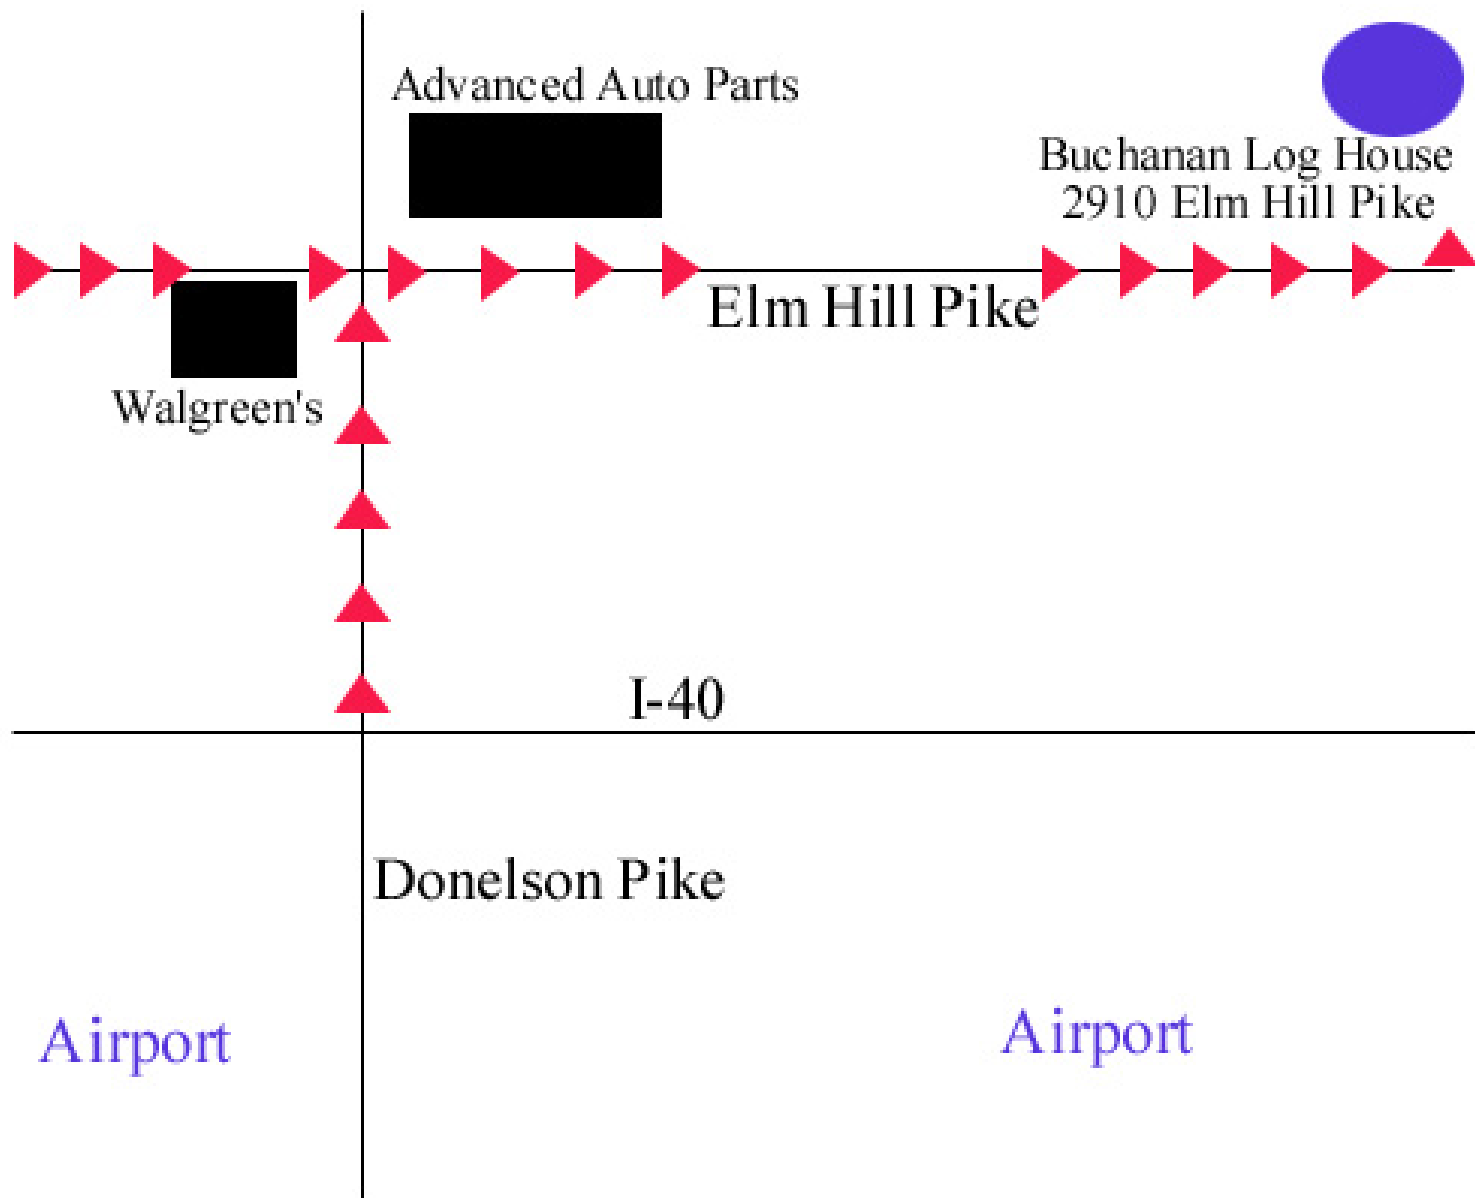 Advanced Auto Parts
Buchanan Log House
2910 Elm Hill Pike
Elm Hill Pike
Walgreen's
I-40
Donelson Pike
Airport
Airport